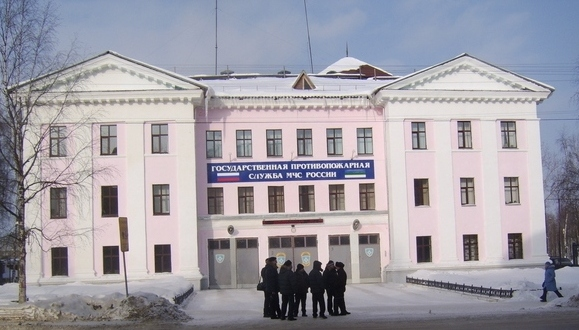 ГОСУДАРСТВЕННАЯ ПРОТИВОПОЖАРНАЯ
СЛУЖБА МЧС РОССИИ